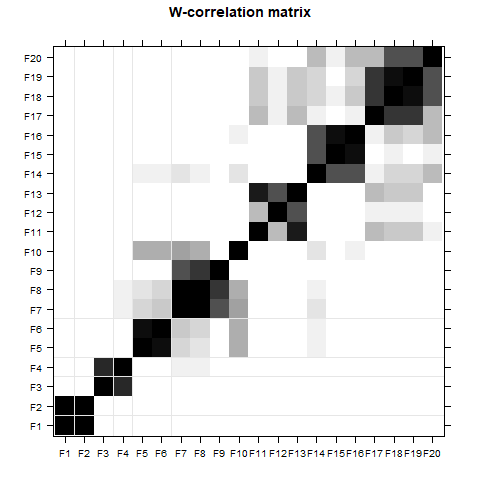 W-correlation matrix
F20
F19
F18
F17
F16
F15
F14
F13
F12
F11
F10
F9
F8
F7
F6
F5
F4
F3
F2
F1
F1 F2 F3 F4 F5 F6 F7 F8 F9 F10 F11 F12 F13 F14 F15 F16 F17 F18 F19 F20